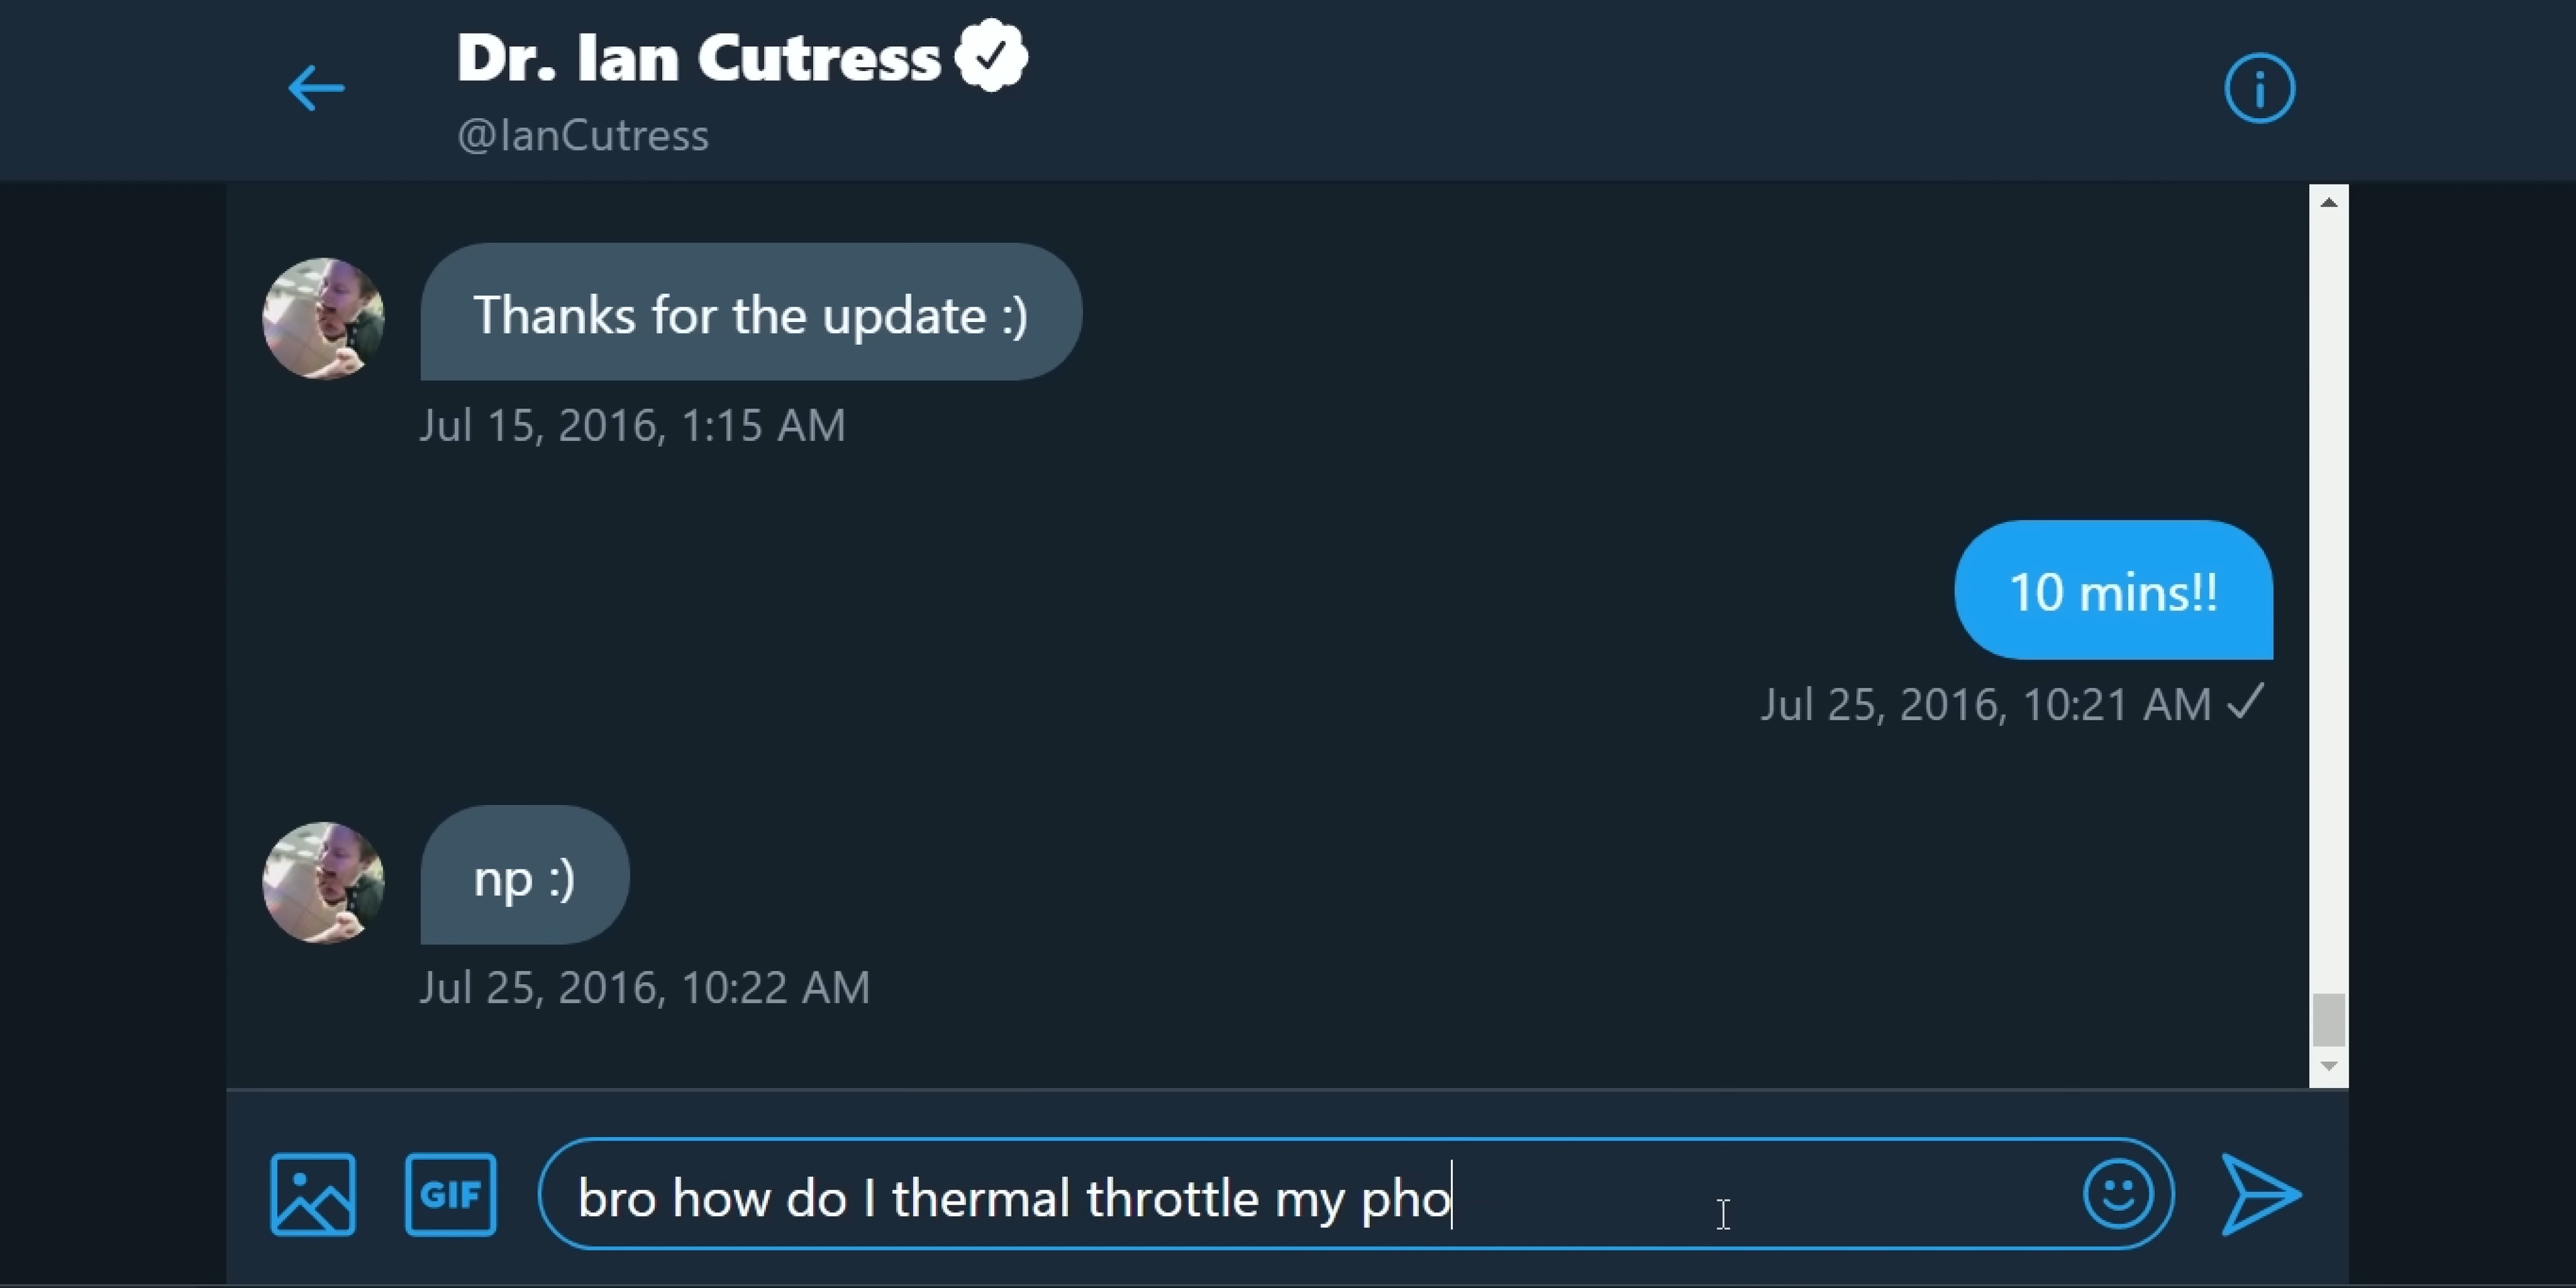 Dr. Ian Cutress
@IanCutress
Thanks for the update :)
Jul 15, 2016, 1:15 AM
10 mins!!
Jul 25, 2016, 10:21 AM
np :)
Jul 25, 2016, 10:22 AM
GIF
bro how do I thermal throttle my pho